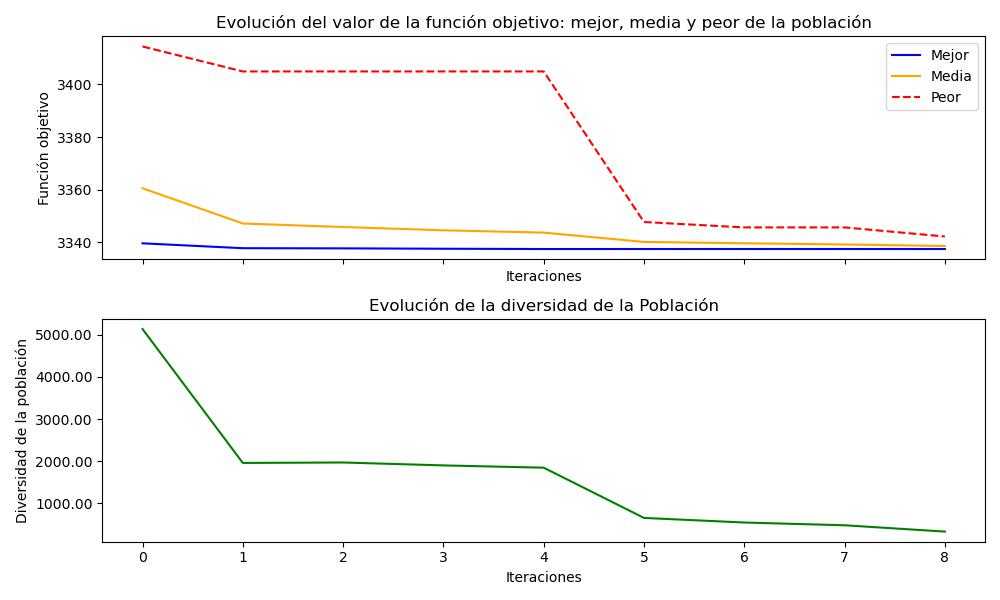 Evolución del valor de la función objetivo: mejor, media y peor de la población
Función objetivo
3400
3380
3360
3340
Mejor
Media
Peor
Iteraciones
Evolución de la diversidad de la Población
Diversidad de la población
5000.00
4000.00
3000.00
2000.00
1000.00
0 1 2 3 4 5 6 7 8
Iteraciones